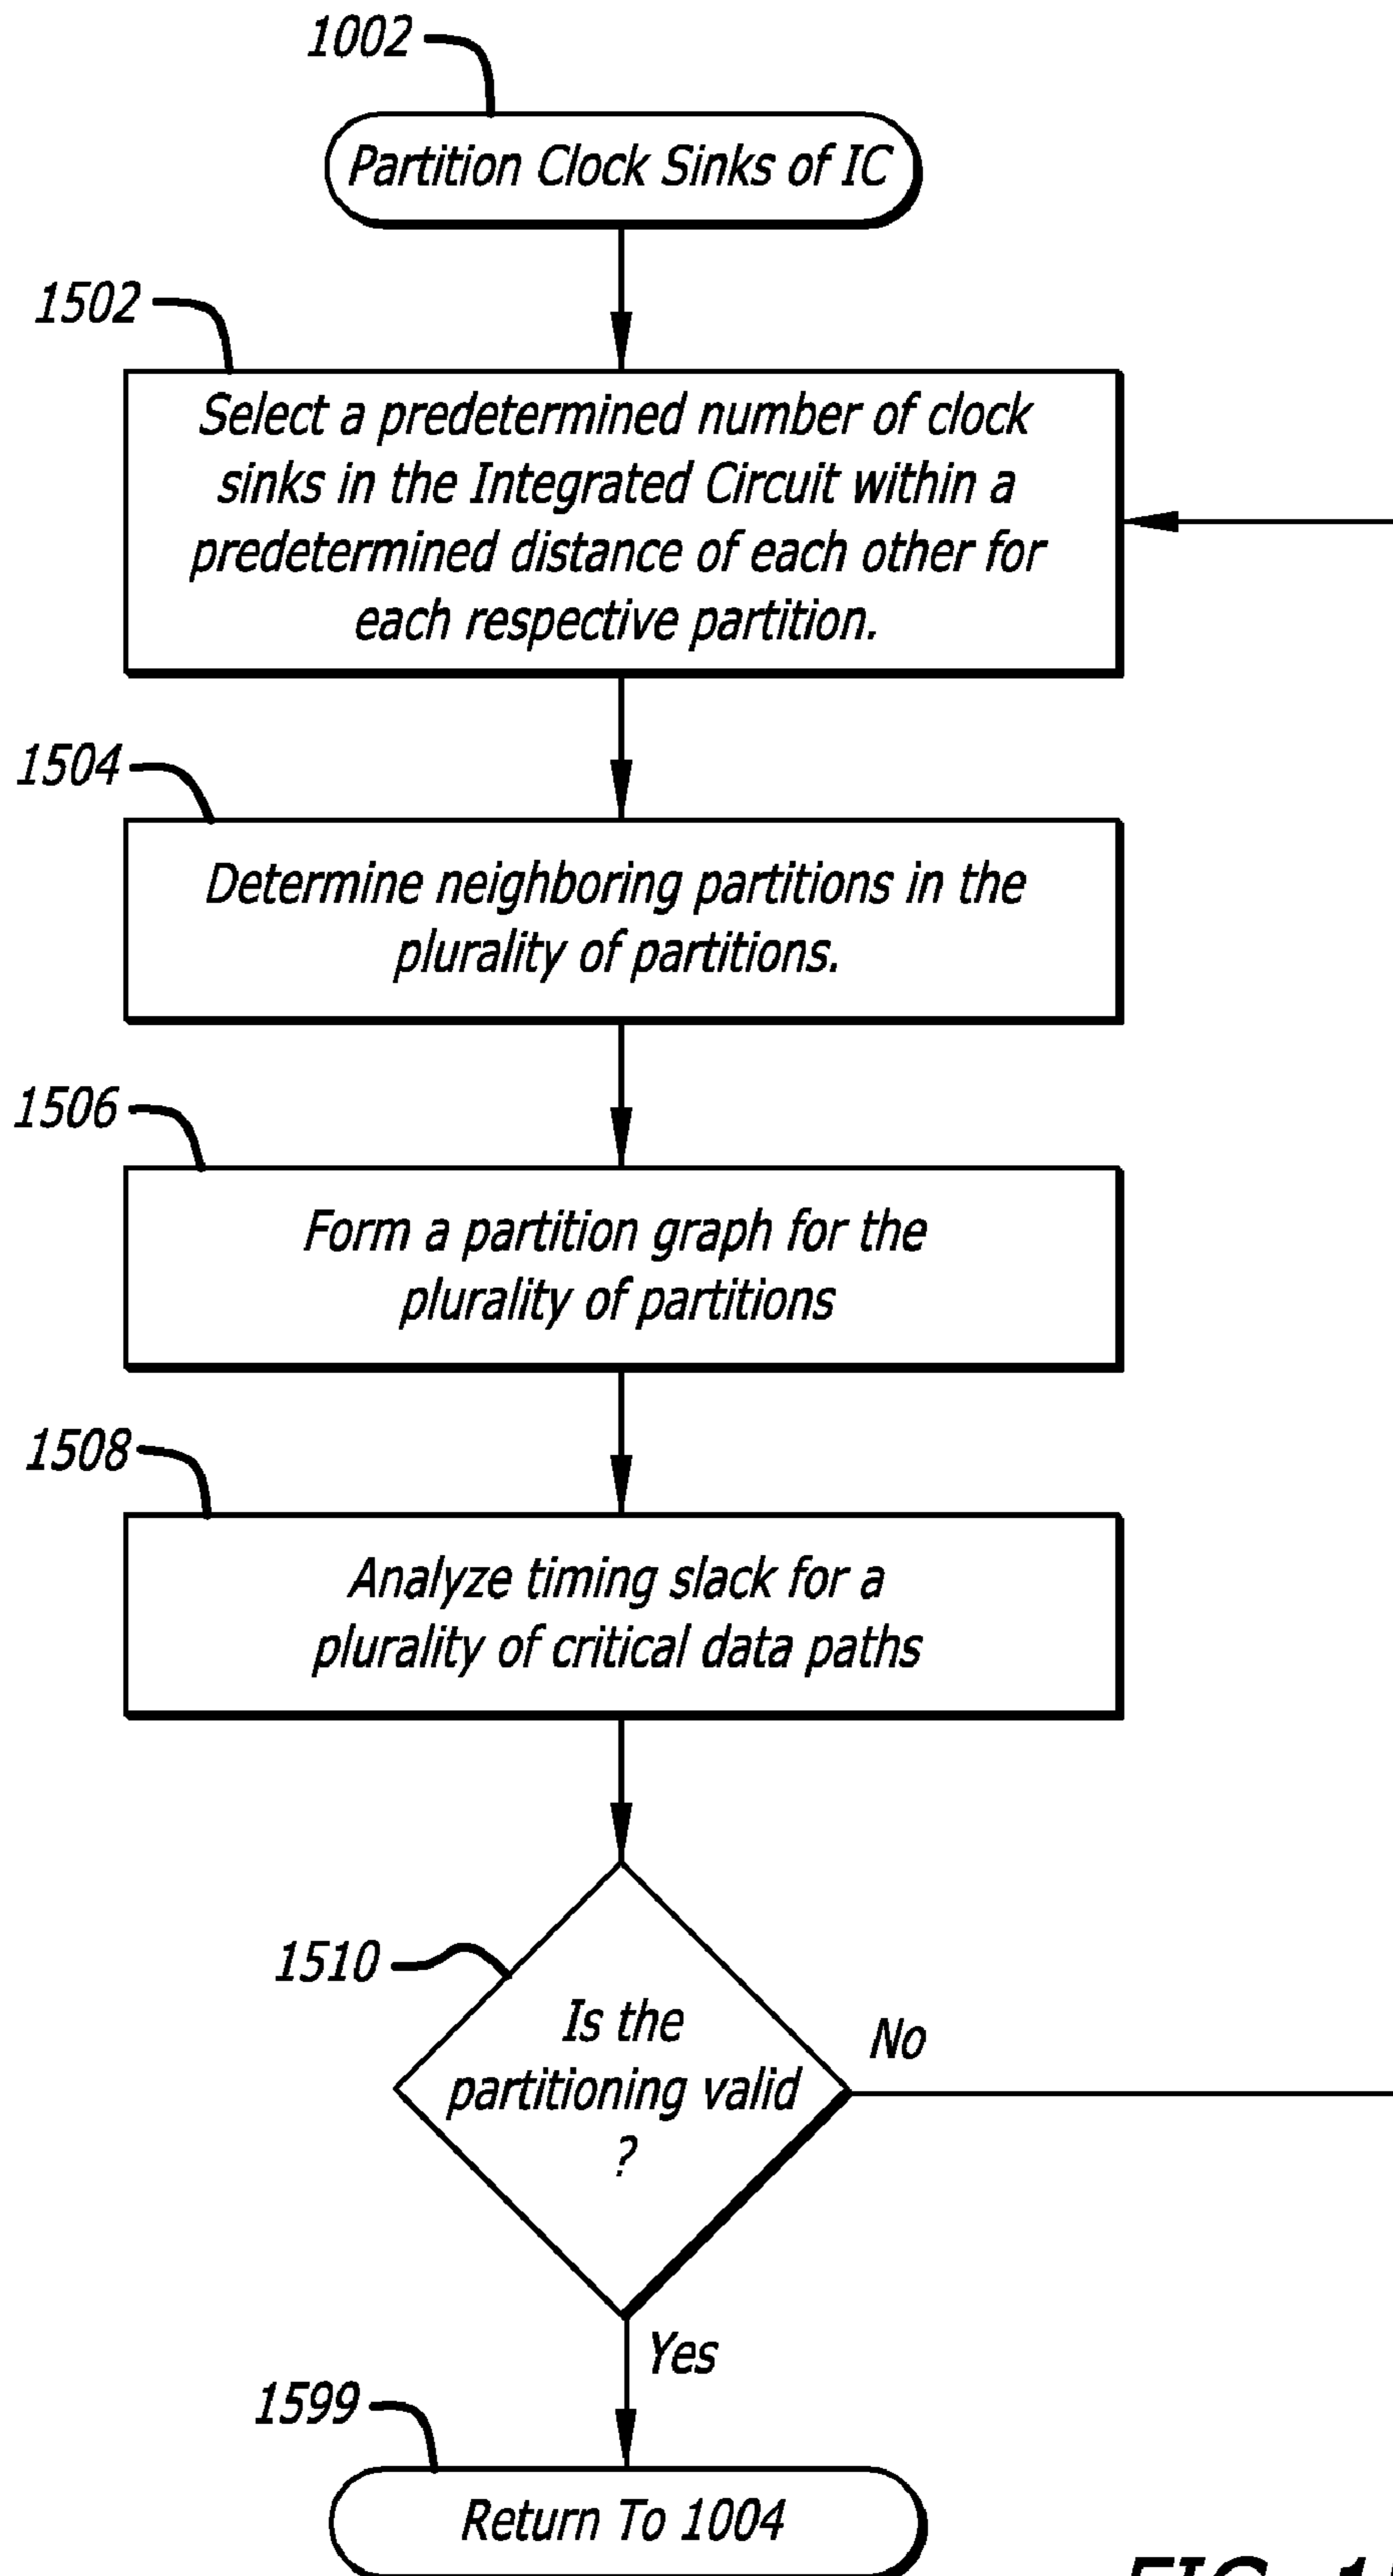 1002
Partition Clock Sinks of IC
1502
Select a predetermined number of clock
sinks in the Integrated Circuit within a
predetermined distance of each other for
each respective partition.
1504
Determine neighboring partitions in the
plurality of partitions.
1506
Form a partition graph for the
plurality of partitions
1508
Analyze timing slack for a
plurality of critical data paths
1510
Is the
partitioning valid
?
No
Yes
1599
Return To 1004